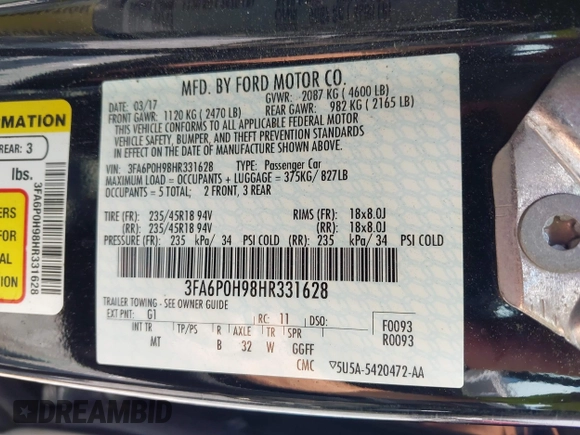 MFD. BY FORD MOTOR CO.
DATE: 03/17 GVWR: 2087 KG ( 4600 LB)
FRONT GAWR: 1120 KG ( 2470 LB) REAR GAWR: 982 KG ( 2165 LB)
THIS VEHICLE CONFORMS TO ALL APPLICABLE FEDERAL MOTOR
VEHICLE SAFETY, BUMPER, AND THEFT PREVENTION STANDARDS
IN EFFECT ON THE DATE OF MANUFACTURE SHOWN ABOVE.
VIN: 3FA6P0H98HR331628 TYPE: Passenger Car
MAXIMUM LOAD = OCCUPANTS + LUGGAGE = 375KG/ 827LB
OCCUPANTS = 5 TOTAL; 2 FRONT, 3 REAR
TIRE (FR): 235/45R18 94V RIMS (FR): 18x8.0J
(RR): 235/45R18 94V (RR): 18x8.0J
PRESSURE (FR): 235 kPa/ 34 PSI COLD (RR): 235 kPa/ 34 PSI COLD
3FA6P0H98HR331628
TRAILER TOWING - SEE OWNER GUIDE
EXT PNT: G1 RC: 11 DSO: F0093
R0093
INT TR TP/PS R AXLE TR SPR
MT B 32 W GGFF
CMC ▽5U5A-5420472-AA
RMATION
REAR: 3
lbs.
3FA6P0H98HR331628
ERS
FOR
NAL
ION
DREAMBID